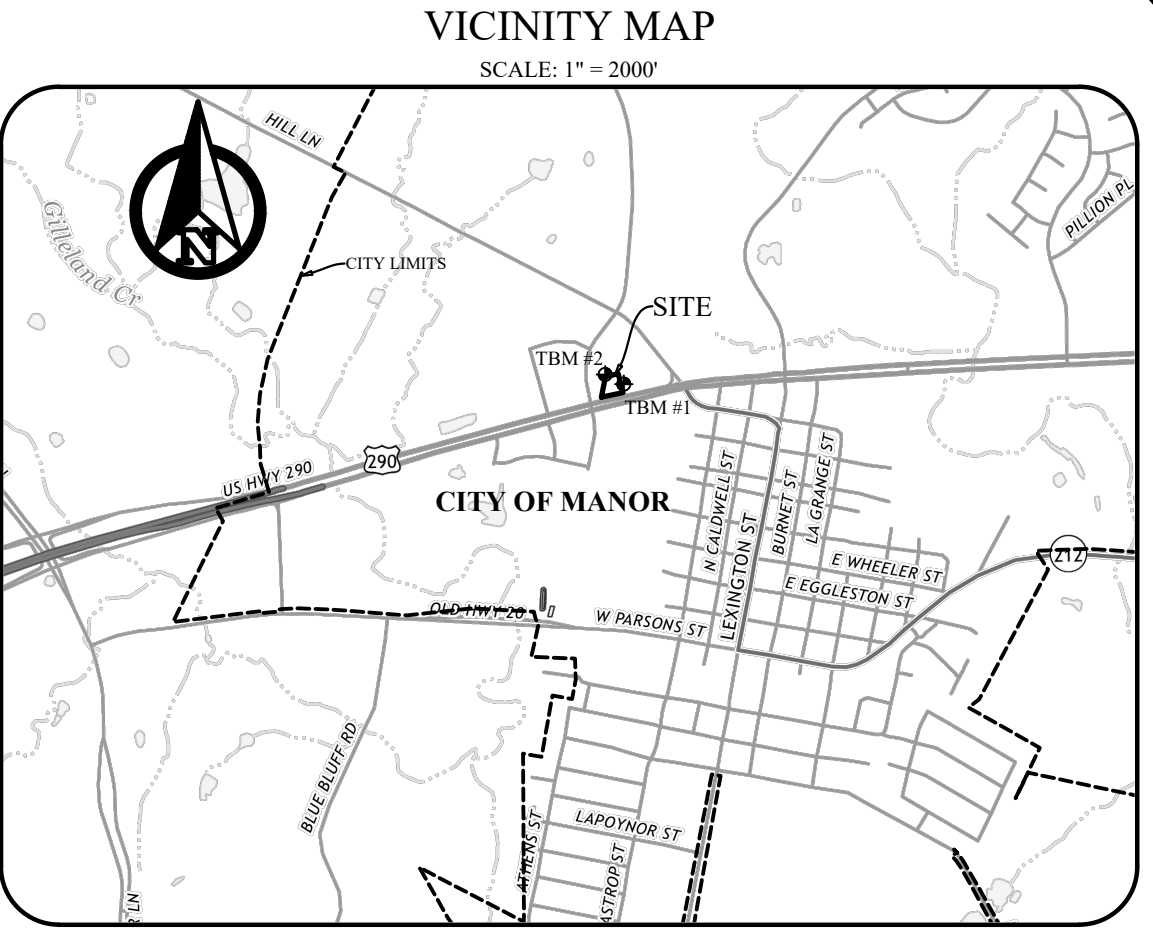 VICINITY MAP
SCALE: 1" = 2000'
HILL LN
N
PILLION PL
Gilleland Cr
CITY LIMITS
SITE
TBM #2
TBM #1
290
US HWY 290
CITY OF MANOR
N CALDWELL ST
LEXINGTON ST
BURNET ST
LA GRANGE ST
E WHEELER ST
212
E EGGLESTON ST
OLD HWY 20
W PARSONS ST
BLUE BLUFF RD
ATHENS ST
LAPOYNOR ST
ASTROP ST
R LN